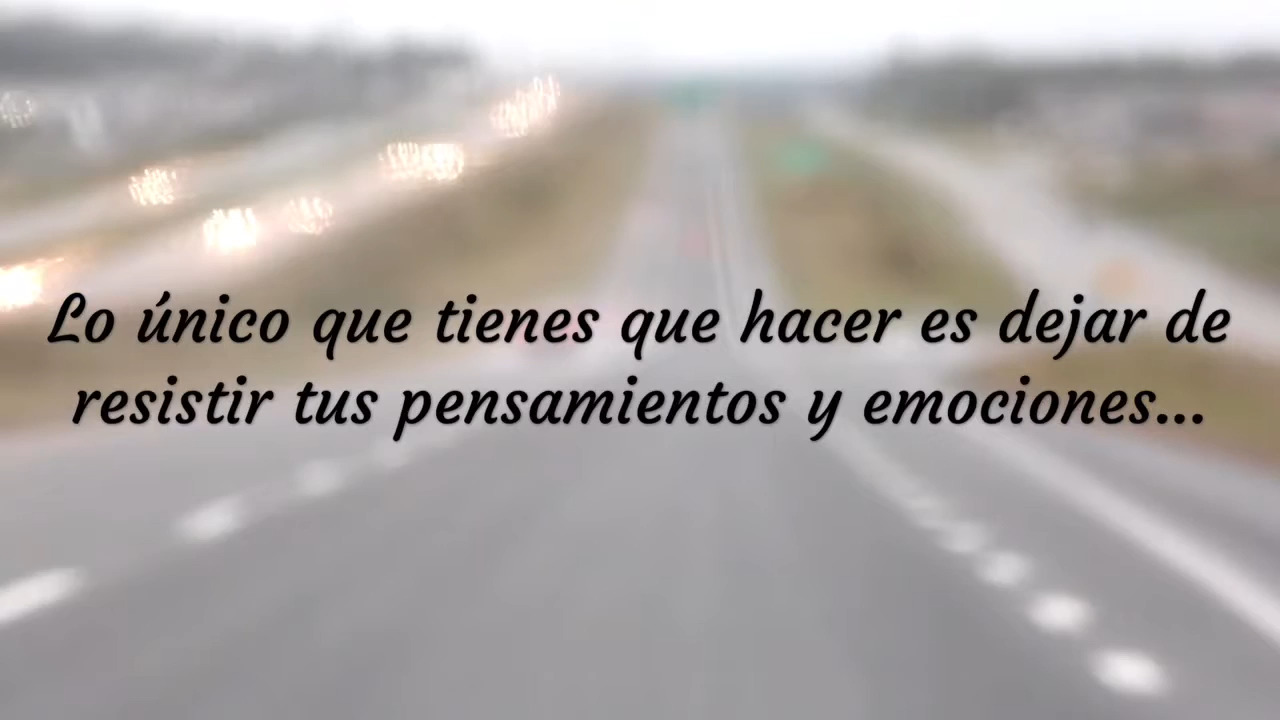 Lo único que tienes que hacer es dejar de
resistir tus pensamientos y emociones...